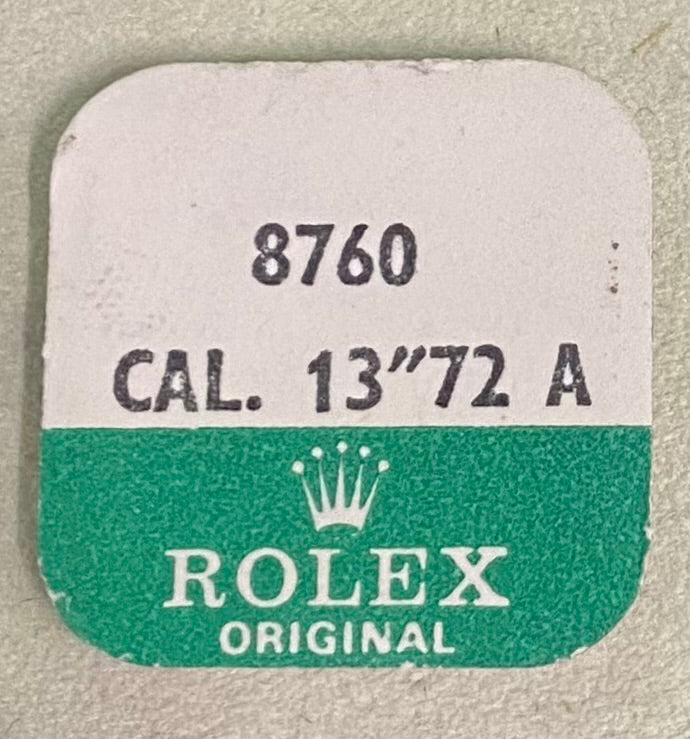 8760
CAL. 13″72 A
ROLEX
ORIGINAL